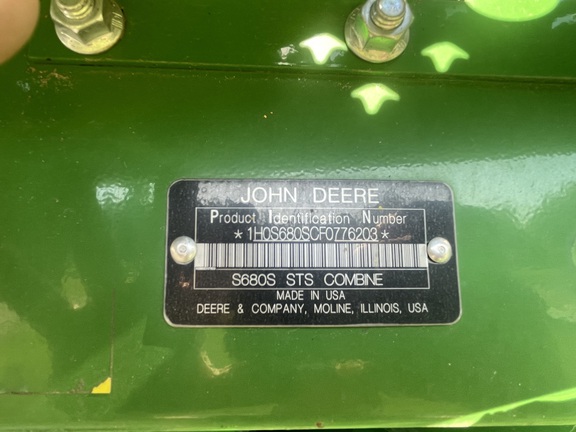 JOHN DEERE
Product Identification Number
*1H0S680SCF0776203*
S680S STS COMBINE
MADE IN USA
DEERE & COMPANY, MOLINE, ILLINOIS, USA